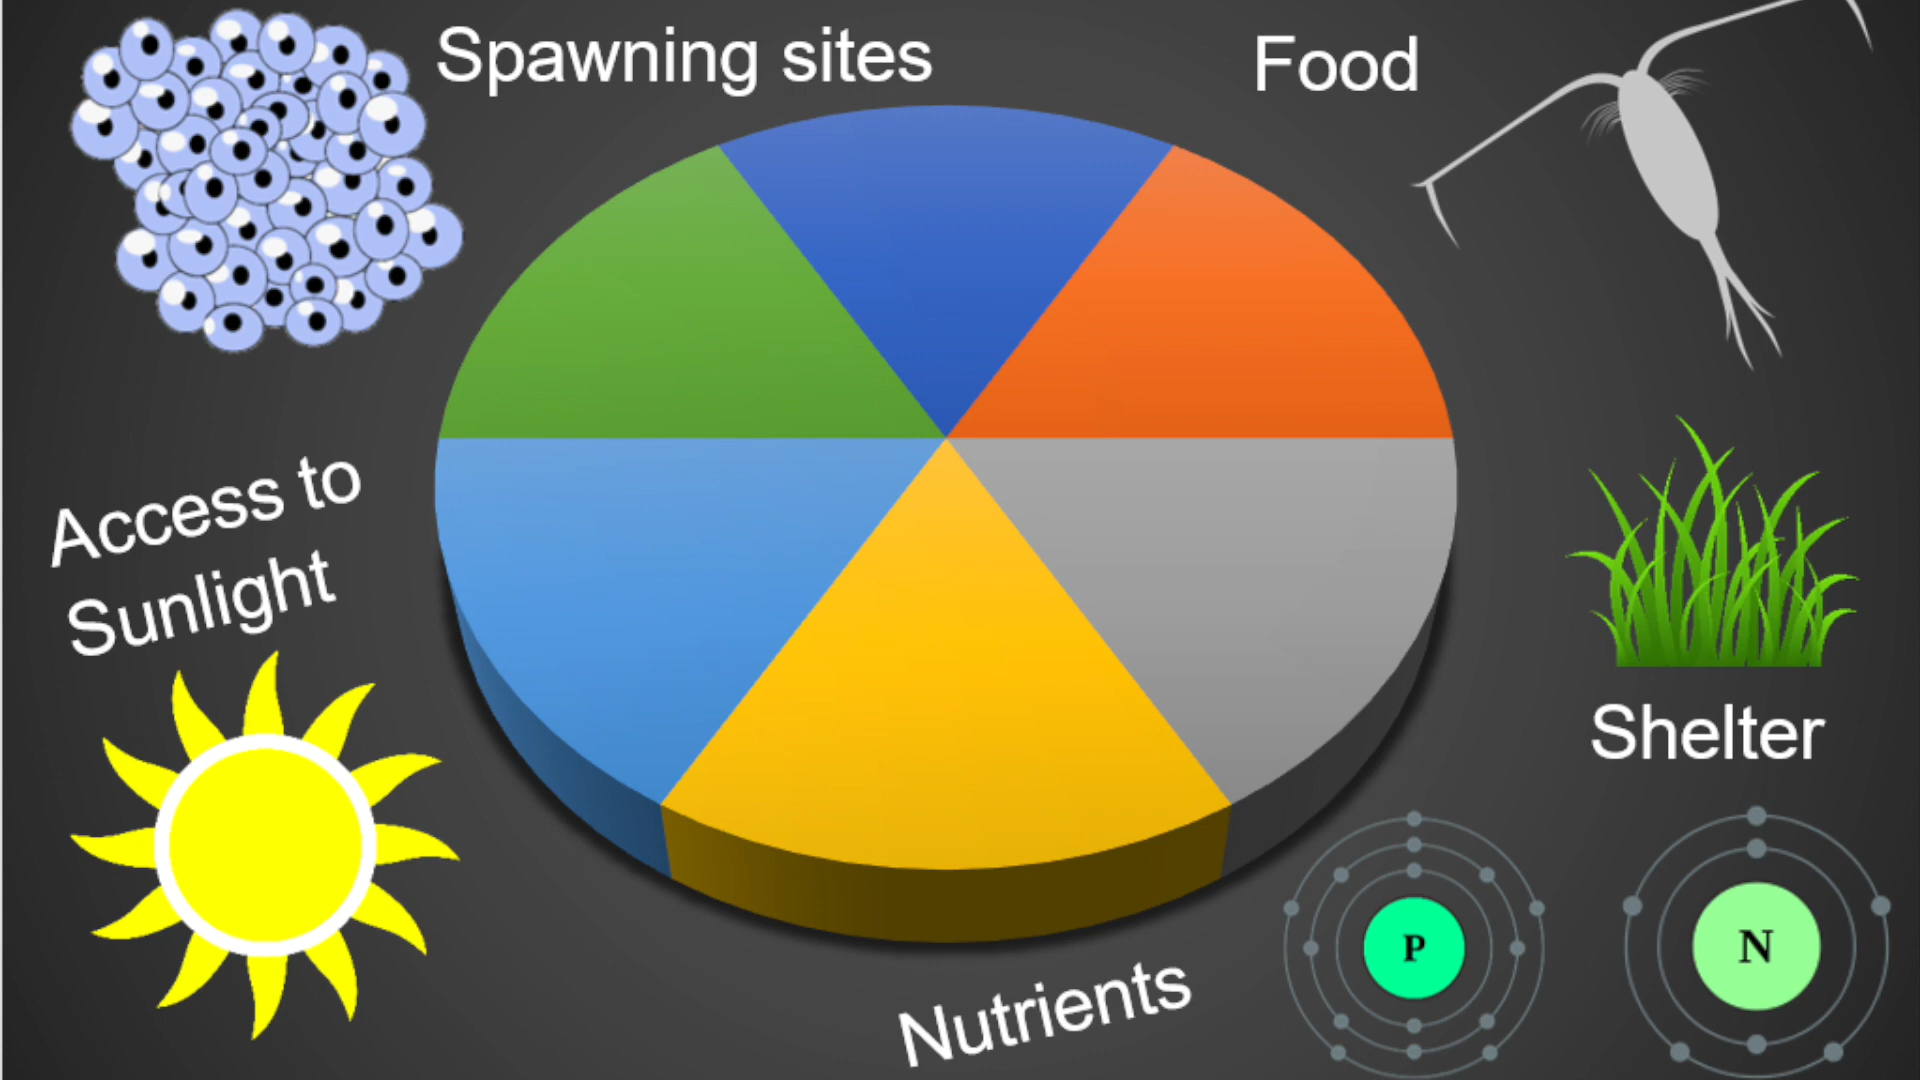 Spawning sites
Food
Access to
Sunlight
Shelter
P
N
Nutrients